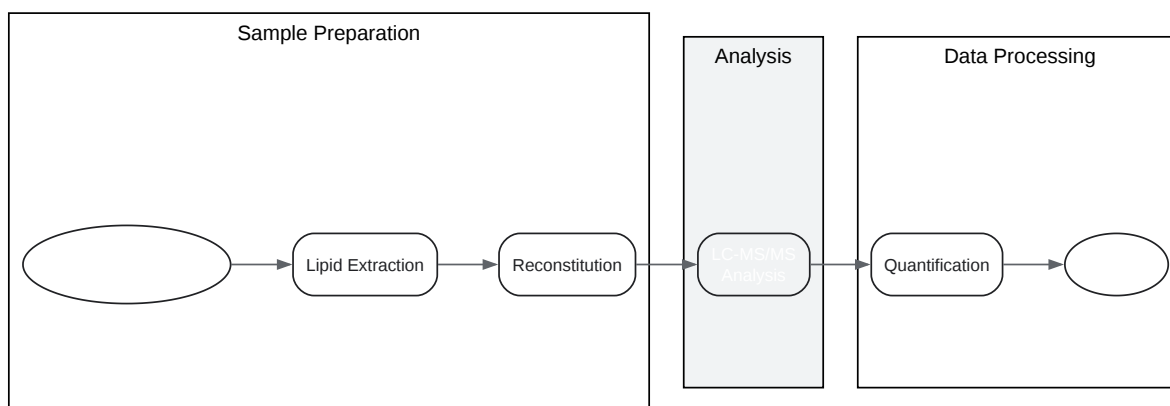 Sample Preparation
Analysis
Data Processing
Lipid Extraction
Reconstitution
LC-MS/MS
Analysis
Quantification